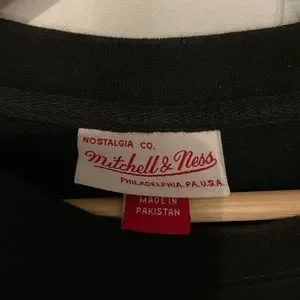 NOSTALGIA CO.
Mitchell & Ness
PHILADELPHIA, PA. U.S.A.
MADE IN
PAKISTAN